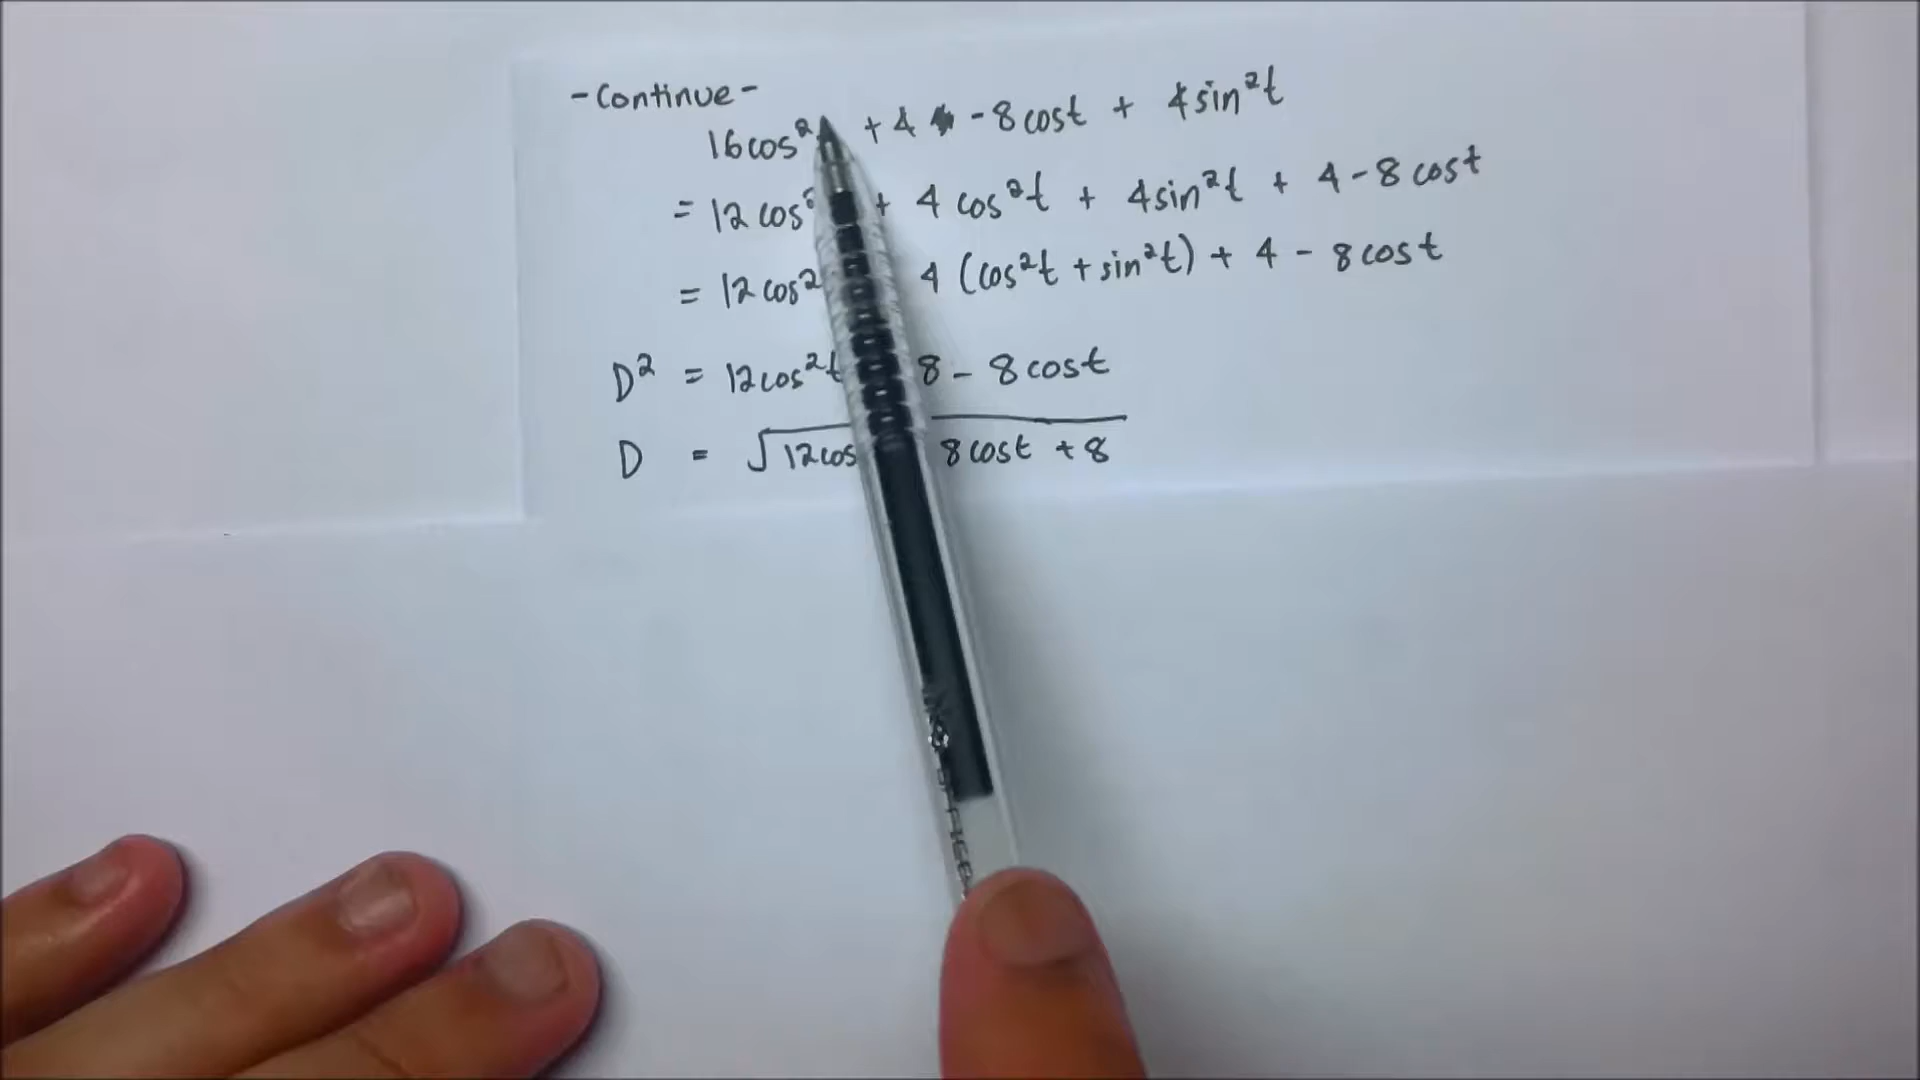 -Continue-
16cos² + 4 - 8cost + 4sin²t
= 12cos² + 4cos²t + 4sin²t + 4 - 8cost
= 12cos² 4(cos²t + sin²t) + 4 - 8cost
D² = 12cos²t 8 - 8cost
D = √12cos 8cost + 8